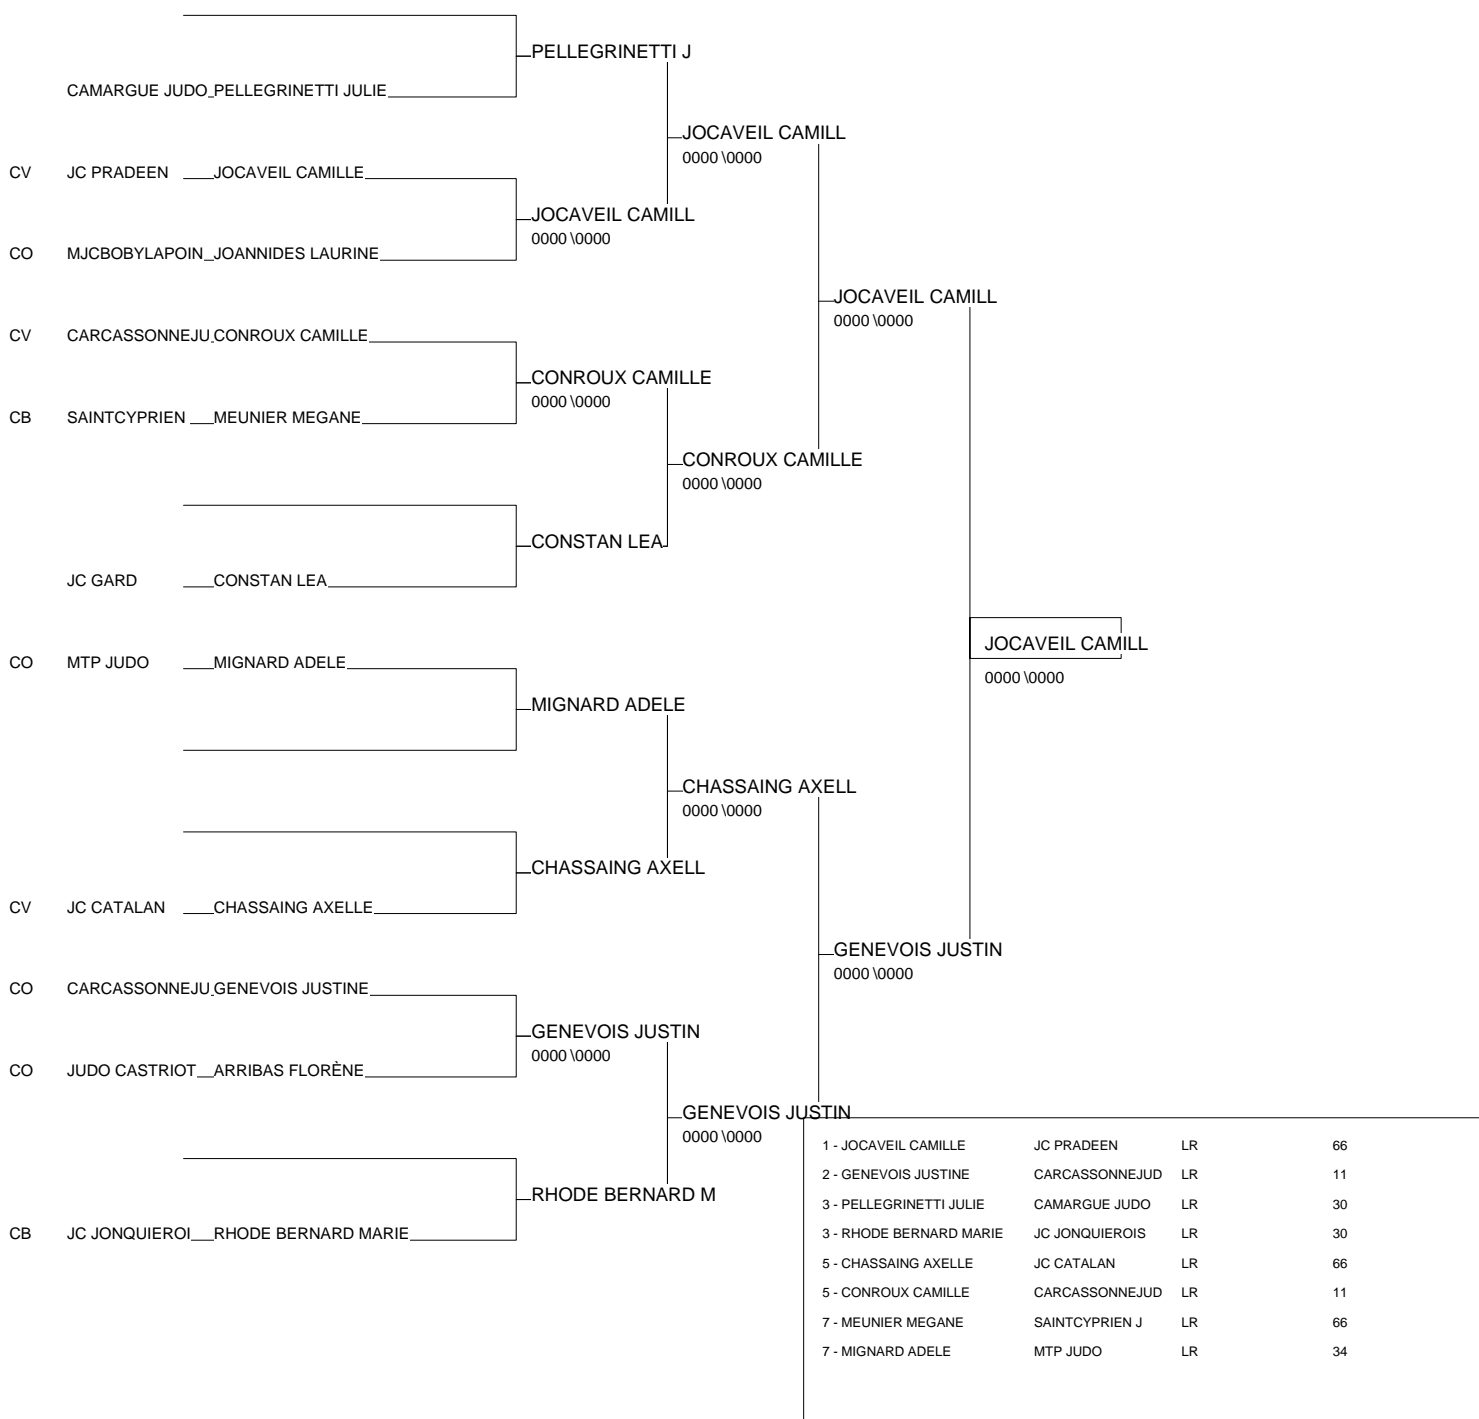 PELLEGRINETTI J
CAMARGUE JUDO PELLEGRINETTI JULIE
JOCAVEIL CAMILL
0000 \0000
CV JC PRADEEN JOCAVEIL CAMILLE
JOCAVEIL CAMILL
0000 \0000
CO MJCBOBYLAPOIN JOANNIDES LAURINE
JOCAVEIL CAMILL
0000 \0000
CV CARCASSONNEJU CONROUX CAMILLE
CONROUX CAMILLE
0000 \0000
CB SAINTCYPRIEN MEUNIER MEGANE
CONROUX CAMILLE
0000 \0000
CONSTAN LEA
JC GARD CONSTAN LEA
JOCAVEIL CAMILL
0000 \0000
CO MTP JUDO MIGNARD ADELE
MIGNARD ADELE
CHASSAING AXELL
0000 \0000
CHASSAING AXELL
CV JC CATALAN CHASSAING AXELLE
GENEVOIS JUSTIN
0000 \0000
CO CARCASSONNEJU GENEVOIS JUSTINE
GENEVOIS JUSTIN
0000 \0000
CO JUDO CASTRIOT ARRIBAS FLORÈNE
GENEVOIS JUSTIN
0000 \0000
RHODE BERNARD M
CB JC JONQUIEROI RHODE BERNARD MARIE
1 - JOCAVEIL CAMILLE JC PRADEEN LR 66
2 - GENEVOIS JUSTINE CARCASSONNEJUD LR 11
3 - PELLEGRINETTI JULIE CAMARGUE JUDO LR 30
3 - RHODE BERNARD MARIE JC JONQUIEROIS LR 30
5 - CHASSAING AXELLE JC CATALAN LR 66
5 - CONROUX CAMILLE CARCASSONNEJUD LR 11
7 - MEUNIER MEGANE SAINTCYPRIEN J LR 66
7 - MIGNARD ADELE MTP JUDO LR 34